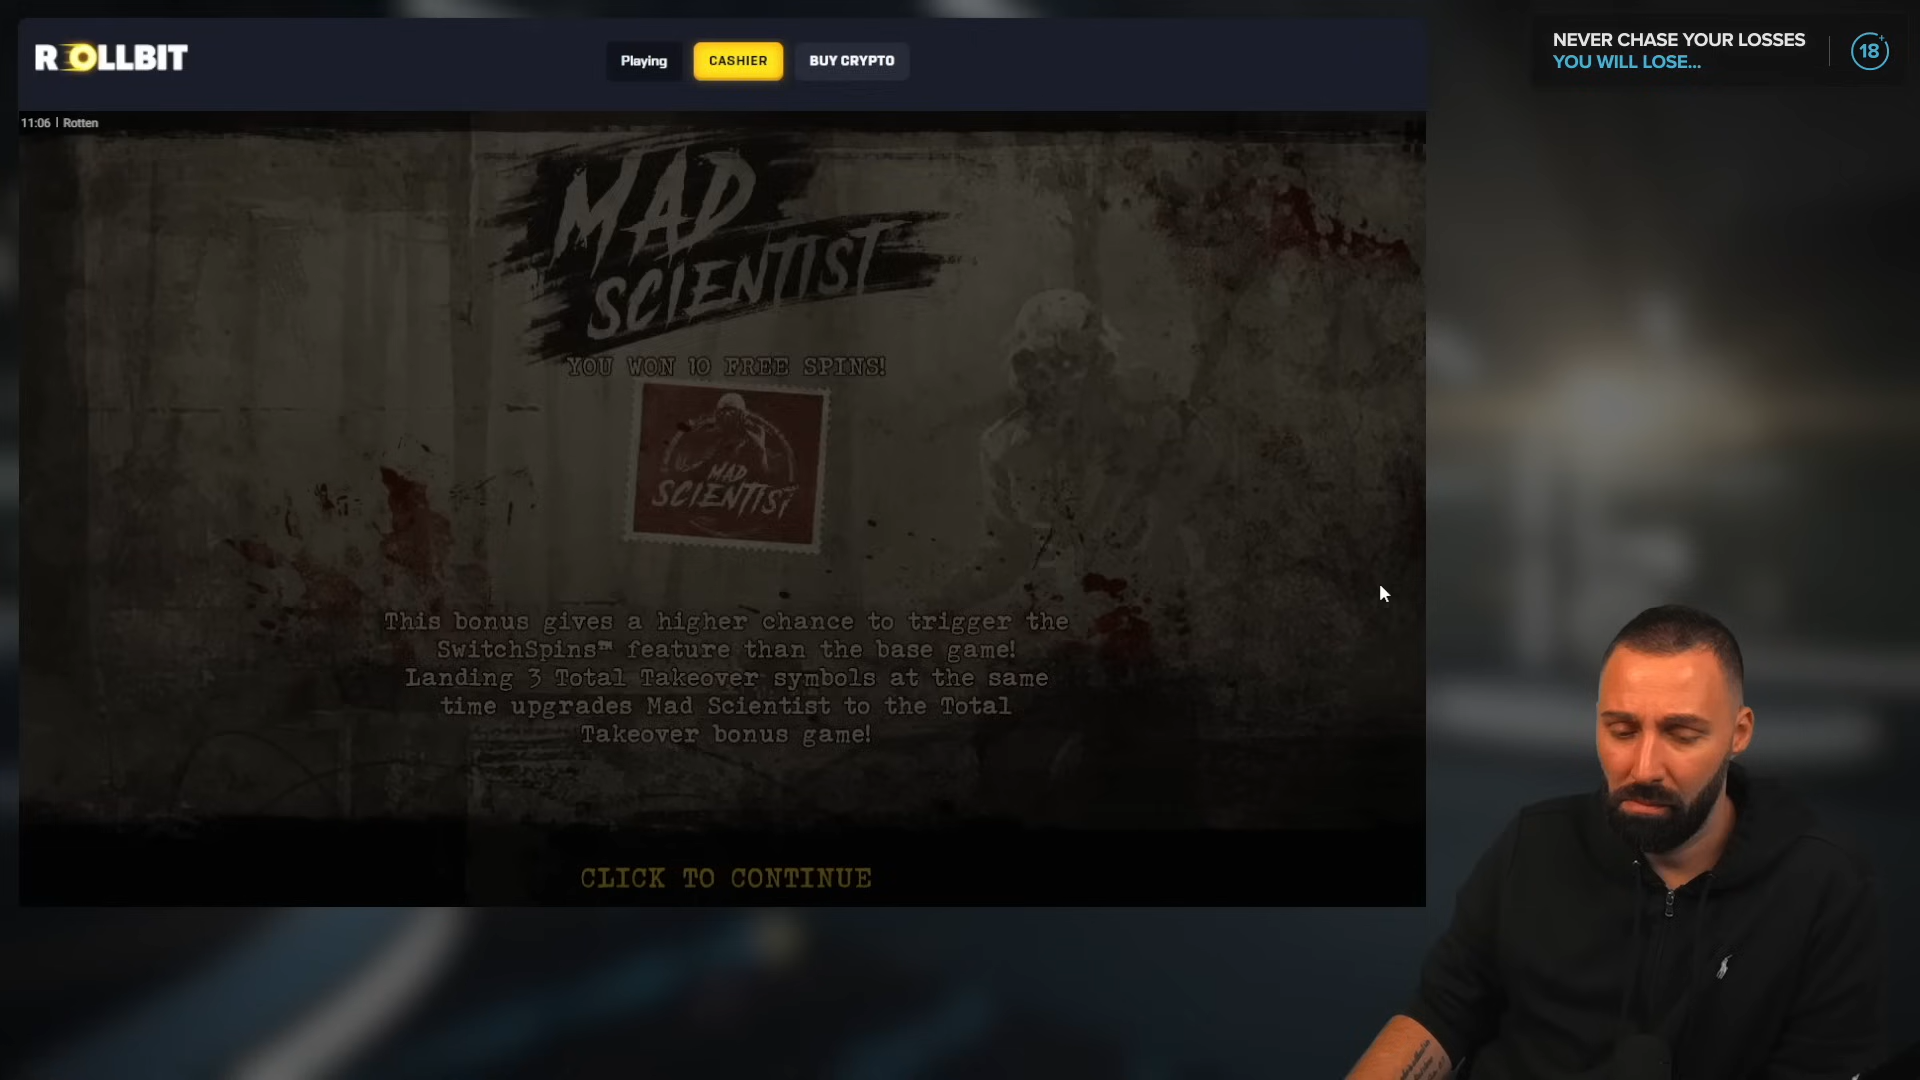 ROLLBIT
Playing
CASHIER
BUY CRYPTO
NEVER CHASE YOUR LOSSES
YOU WILL LOSE...
18+
11:06 | Rotten
MAD
SCIENTIST
YOU WON 10 FREE SPINS!
MAD
SCIENTIST
This bonus gives a higher chance to trigger the
SwitchSpins™ feature than the base game!
Landing 3 Total Takeover symbols at the same
time upgrades Mad Scientist to the Total
Takeover bonus game!
CLICK TO CONTINUE